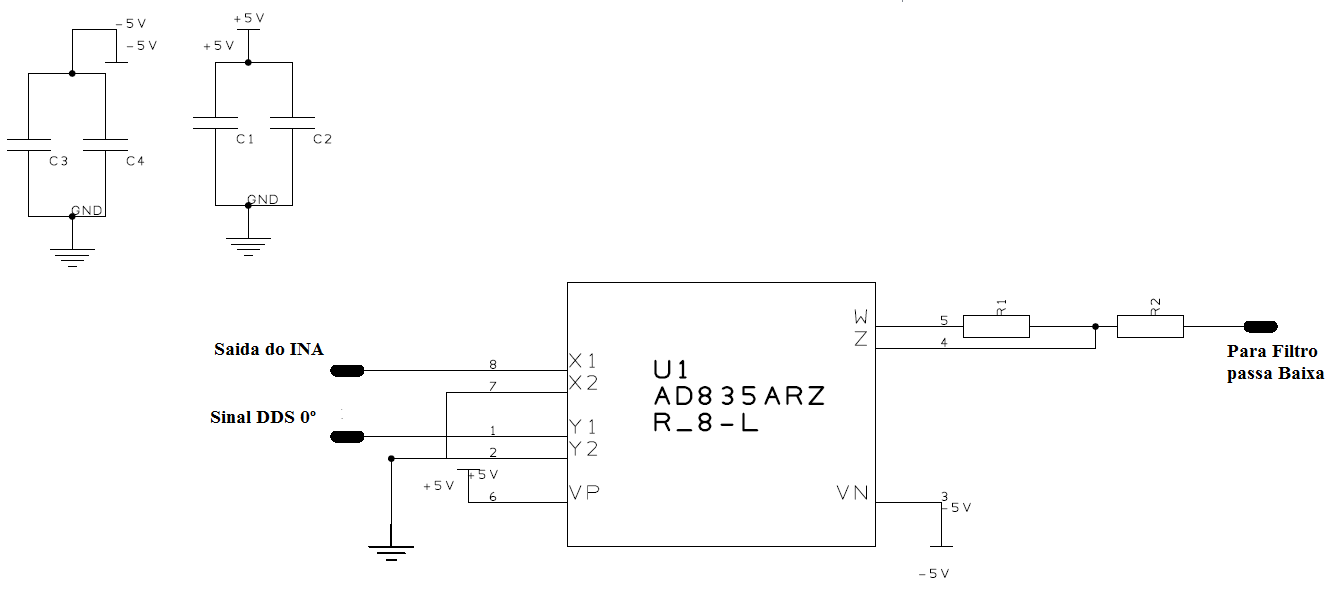 -5V
-5V
+5V
+5V
C3
C4
C1
C2
GND
GND
Saida do INA
Sinal DDS 0º
8
7
1
2
6
X1
X2
Y1
Y2
VP
+5V
+5V
U1
AD835ARZ
R_8-L
W
Z
VN
5
4
3
R1
R2
Para Filtro
passa Baixa
-5V
-5V